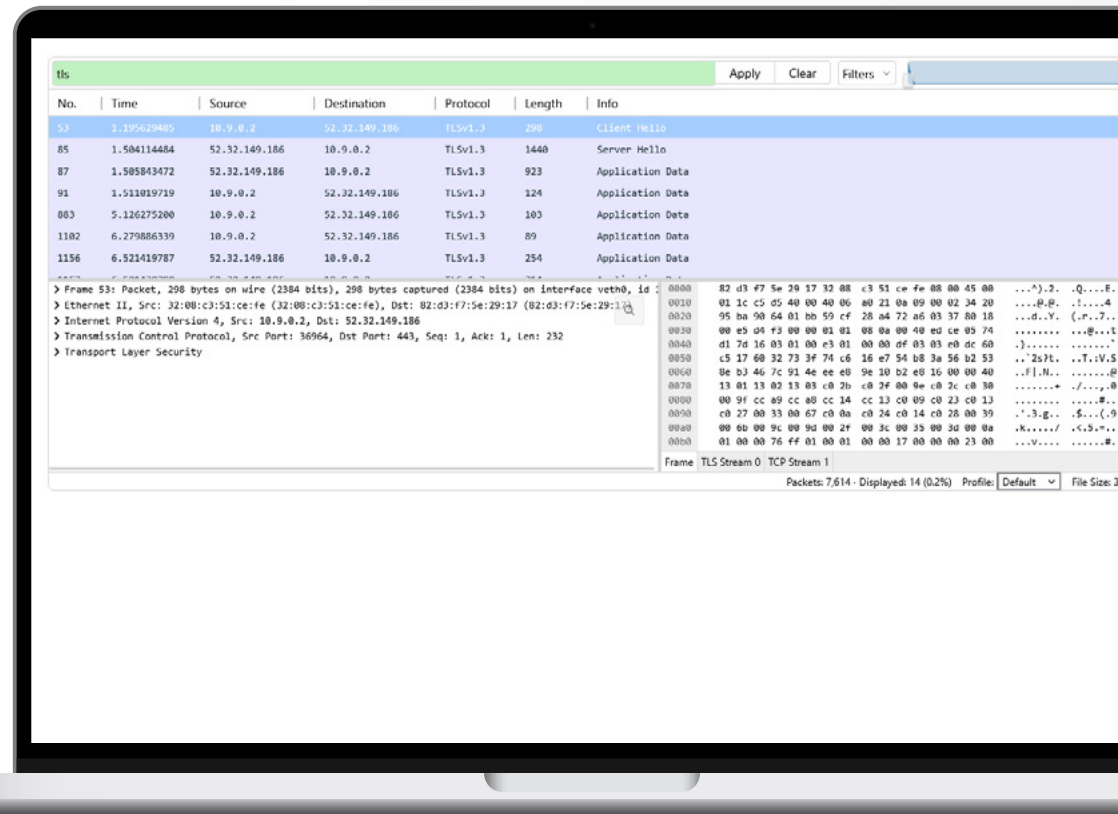 tls Apply Clear Filters
No. Time Source Destination Protocol Length Info
53 1.195629485 10.9.0.2 52.32.149.186 TLSv1.3 298 Client Hello
85 1.504114484 52.32.149.186 10.9.0.2 TLSv1.3 1440 Server Hello
87 1.505843472 52.32.149.186 10.9.0.2 TLSv1.3 923 Application Data
91 1.511019719 10.9.0.2 52.32.149.186 TLSv1.3 124 Application Data
883 5.126275200 10.9.0.2 52.32.149.186 TLSv1.3 103 Application Data
1102 6.279886339 10.9.0.2 52.32.149.186 TLSv1.3 89 Application Data
1156 6.521419787 52.32.149.186 10.9.0.2 TLSv1.3 254 Application Data
> Frame 53: Packet, 298 bytes on wire (2384 bits), 298 bytes captured (2384 bits) on interface veth0, id
> Ethernet II, Src: 32:08:c3:51:ce:fe (32:08:c3:51:ce:fe), Dst: 82:d3:f7:5e:29:17 (82:d3:f7:5e:29:17)
> Internet Protocol Version 4, Src: 10.9.0.2, Dst: 52.32.149.186
> Transmission Control Protocol, Src Port: 36964, Dst Port: 443, Seq: 1, Ack: 1, Len: 232
> Transport Layer Security
0000 82 d3 f7 5e 29 17 32 08 c3 51 ce fe 08 00 45 00 ...^).2. .Q....E.
0010 01 1c c5 d5 40 00 40 06 a0 21 0a 09 00 02 34 20 ....@.@. .!....4
0020 95 ba 90 64 01 bb 59 cf 28 a4 72 a6 03 37 80 18 ...d..Y. (.r..7..
0030 00 e5 d4 f3 00 00 01 01 08 0a 00 40 ed ce 05 74 ........ ...@...t
0040 d1 7d 16 03 01 00 e3 01 00 00 df 03 03 e0 dc 60 .}...... .......`
0050 c5 17 60 32 73 3f 74 c6 16 e7 54 b8 3a 56 b2 53 ..`2s?t. ..T.:V.S
0060 8e b3 46 7c 91 4e ee e8 9e 10 b2 e8 16 00 00 40 ..F|.N.. .......@
0070 13 01 13 02 13 03 c0 2b c0 2f 00 9e c0 2c c0 30 .......+ ./...,.0
0080 00 9f cc a9 cc a8 cc 14 cc 13 c0 09 c0 23 c0 13 ........ .....#..
0090 c0 27 00 33 00 67 c0 0a c0 24 c0 14 c0 28 00 39 .'.3.g.. .$...(.9
00a0 00 6b 00 9c 00 9d 00 2f 00 3c 00 35 00 3d 00 0a .k...../ .<.5.=..
00b0 01 00 00 76 ff 01 00 01 00 00 17 00 00 00 23 00 ...v.... ......#.
Frame TLS Stream 0 TCP Stream 1
Packets: 7,614 · Displayed: 14 (0.2%) Profile: Default File Size: 3